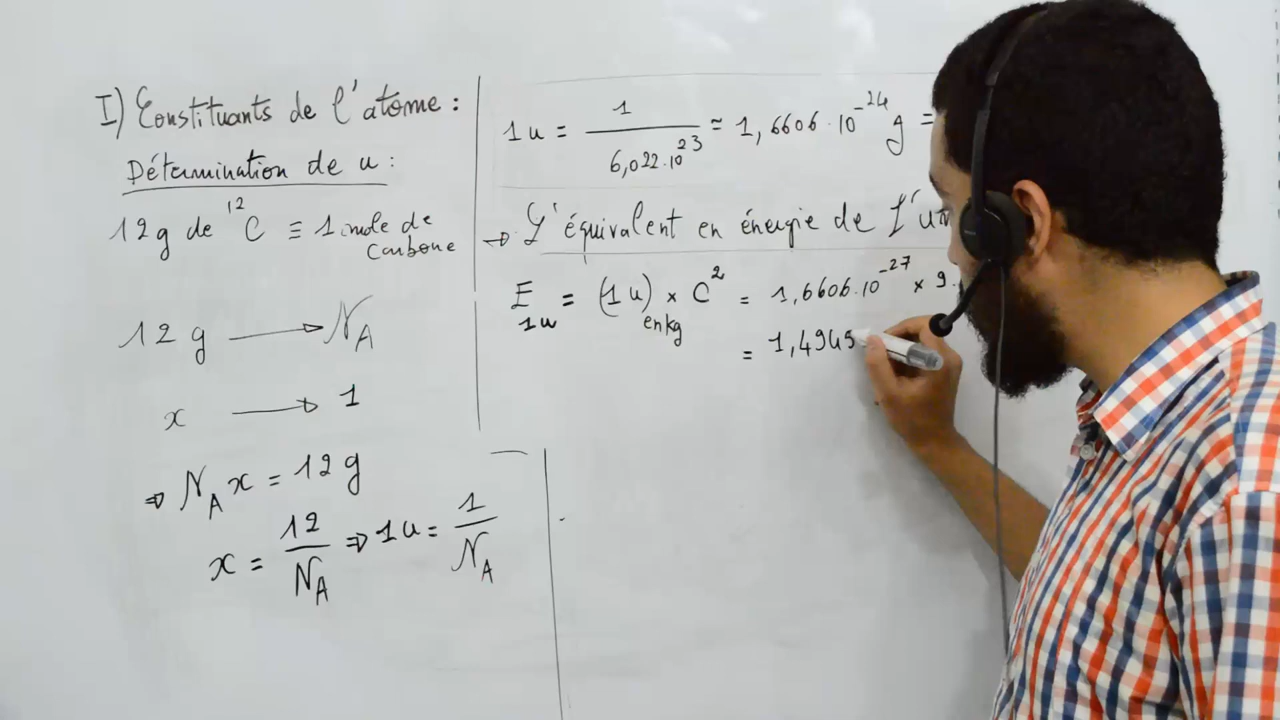 I) Constituants de l'atome :
Détermination de u :
12g de ¹²C ≡ 1 mole de
Carbone
12 g → N_A
x → 1
⇒ N_A x = 12 g
x = 12/N_A ⇒ 1u = 1/N_A
1u = 1/6,022.10²³ ≃ 1,6606.10⁻²⁴ g =
→ L'équivalent en énergie de l'
E_1u = (1u)_en kg × C² = 1,6606.10⁻²⁷ × 9.
= 1,4945